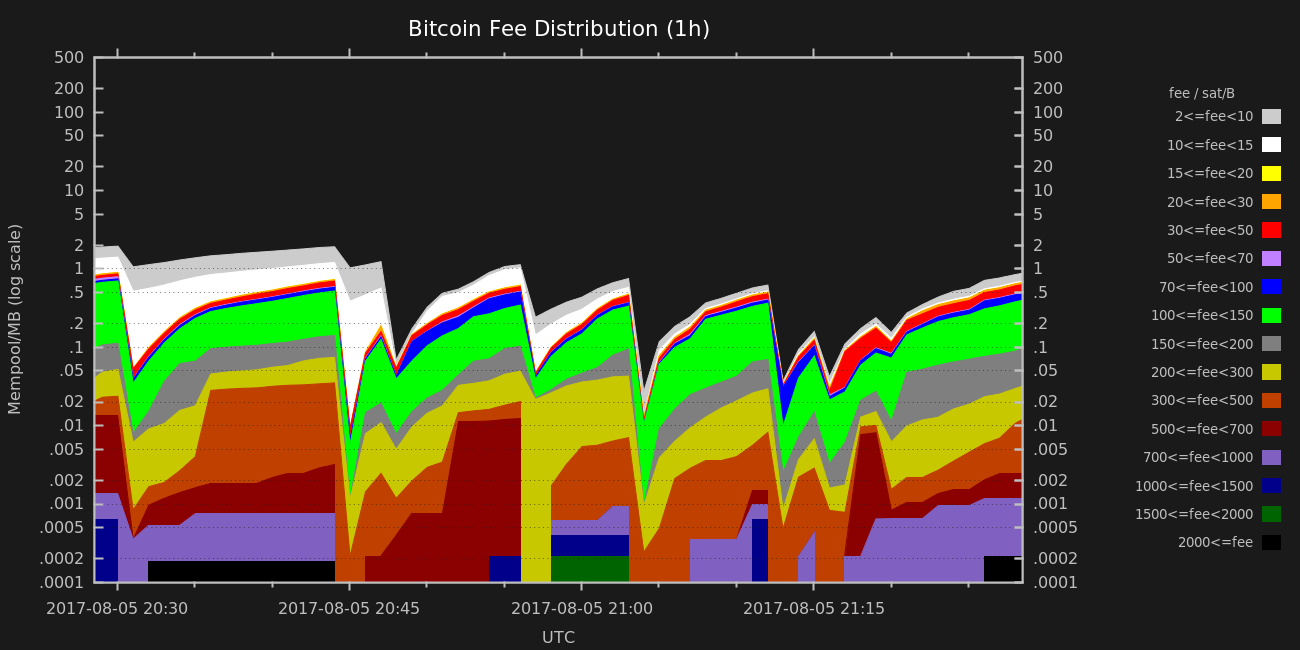 Bitcoin Fee Distribution (1h)
Mempool/MB (log scale)
500 500
200 200
100 100
50 50
20 20
10 10
5 5
2 2
1 1
.5 .5
.2 .2
.1 .1
.05 .05
.02 .02
.01 .01
.005 .005
.002 .002
.001 .001
.0005 .0005
.0002 .0002
.0001 .0001
2017-08-05 20:30 2017-08-05 20:45 2017-08-05 21:00 2017-08-05 21:15
UTC
fee / sat/B
2<=fee<10
10<=fee<15
15<=fee<20
20<=fee<30
30<=fee<50
50<=fee<70
70<=fee<100
100<=fee<150
150<=fee<200
200<=fee<300
300<=fee<500
500<=fee<700
700<=fee<1000
1000<=fee<1500
1500<=fee<2000
2000<=fee